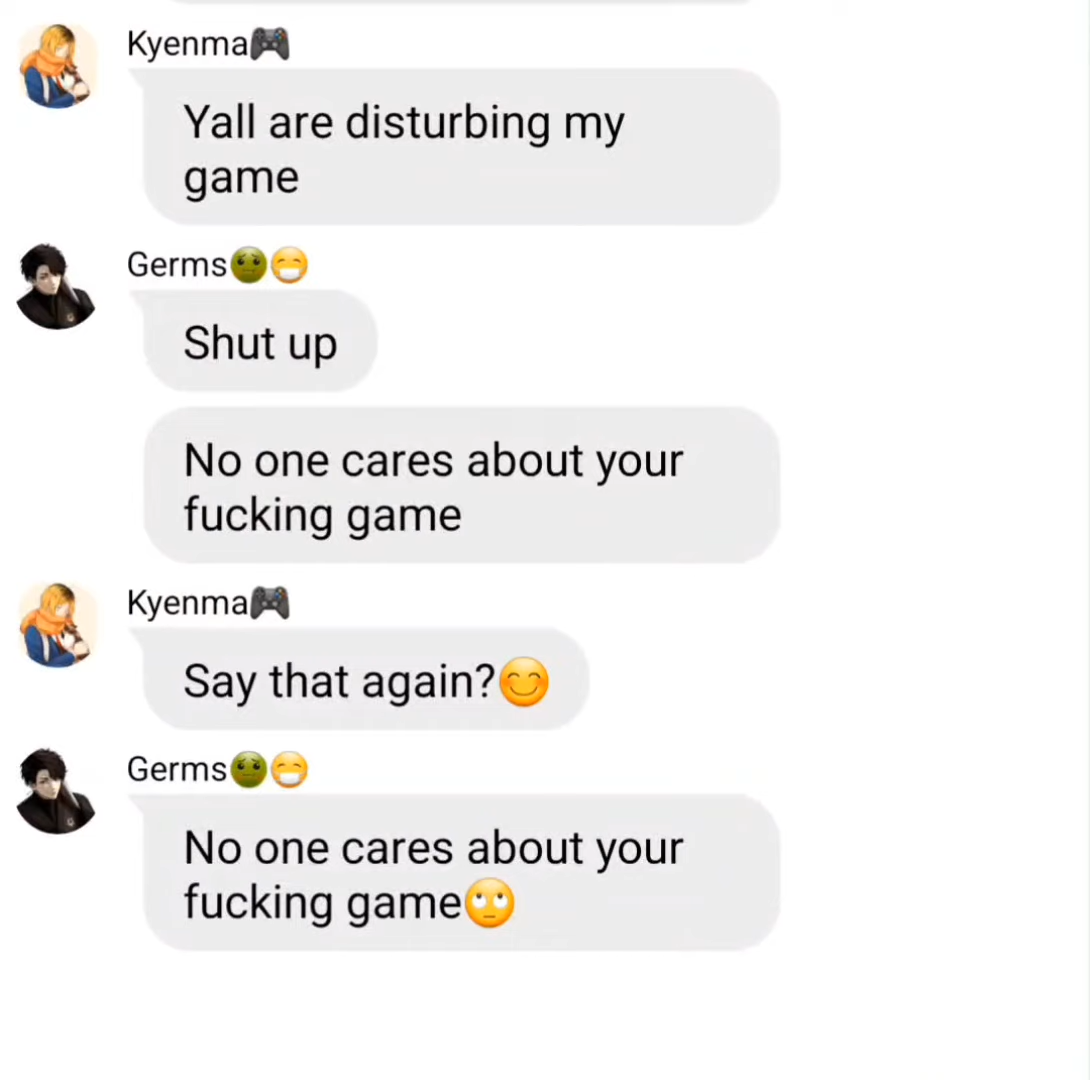 Kyenma🎮
Yall are disturbing my
game
Germs🤢😷
Shut up
No one cares about your
fucking game
Kyenma🎮
Say that again?😊
Germs🤢😷
No one cares about your
fucking game🙄